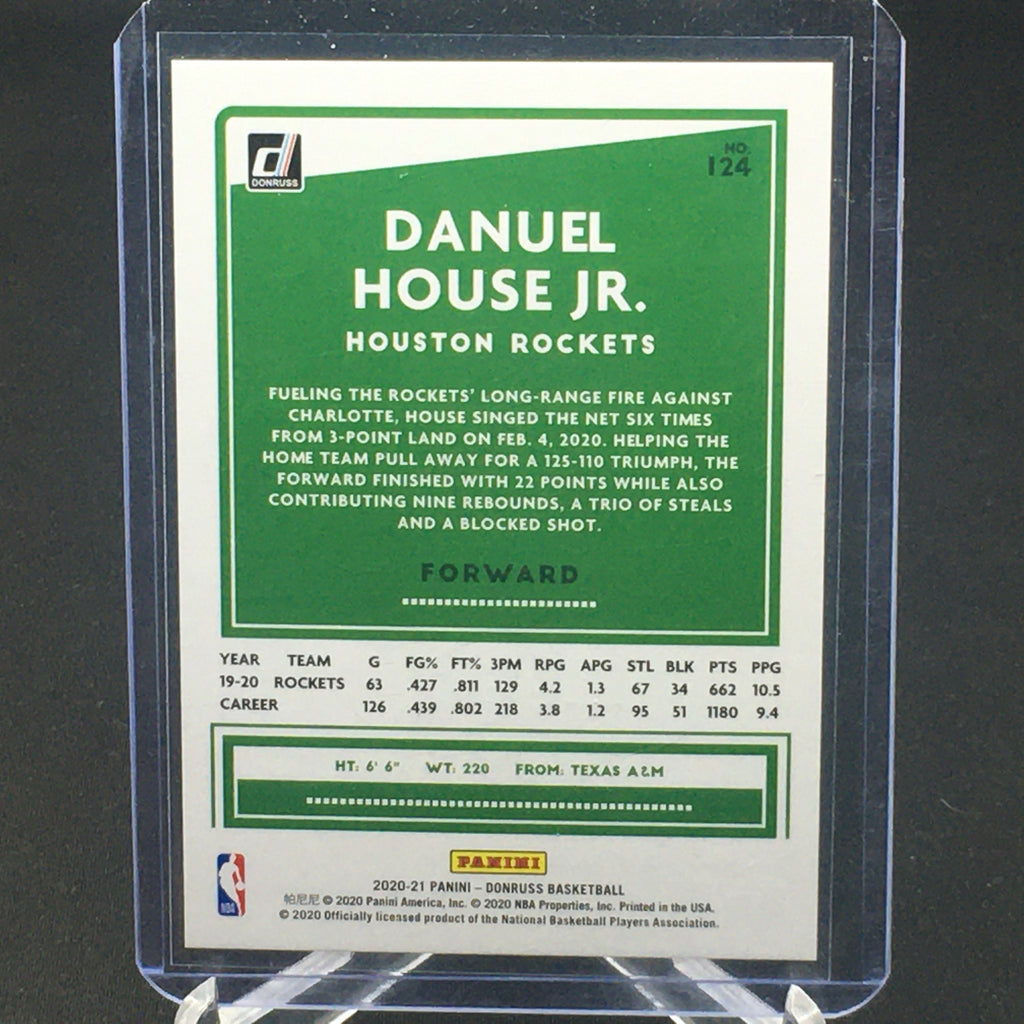 DONRUSS
NO.
124
DANUEL
HOUSE JR.
HOUSTON ROCKETS
FUELING THE ROCKETS' LONG-RANGE FIRE AGAINST
CHARLOTTE, HOUSE SINGED THE NET SIX TIMES
FROM 3-POINT LAND ON FEB. 4, 2020. HELPING THE
HOME TEAM PULL AWAY FOR A 125-110 TRIUMPH, THE
FORWARD FINISHED WITH 22 POINTS WHILE ALSO
CONTRIBUTING NINE REBOUNDS, A TRIO OF STEALS
AND A BLOCKED SHOT.
FORWARD
YEAR TEAM G FG% FT% 3PM RPG APG STL BLK PTS PPG
19-20 ROCKETS 63 .427 .811 129 4.2 1.3 67 34 662 10.5
CAREER 126 .439 .802 218 3.8 1.2 95 51 1180 9.4
HT: 6' 6" WT: 220 FROM: TEXAS A&M
PANINI
NBA
2020-21 PANINI – DONRUSS BASKETBALL
帕尼尼 © 2020 Panini America, Inc. © 2020 NBA Properties, Inc. Printed in the USA.
© 2020 Officially licensed product of the National Basketball Players Association.